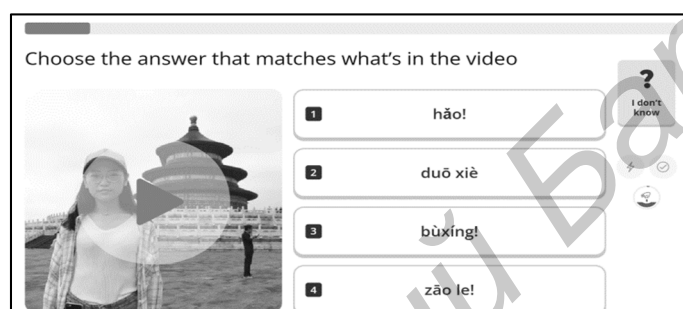 Choose the answer that matches what's in the video
?
I don't
know
1 hǎo!
2 duō xiè
3 bùxíng!
4 zāo le!
й Бар